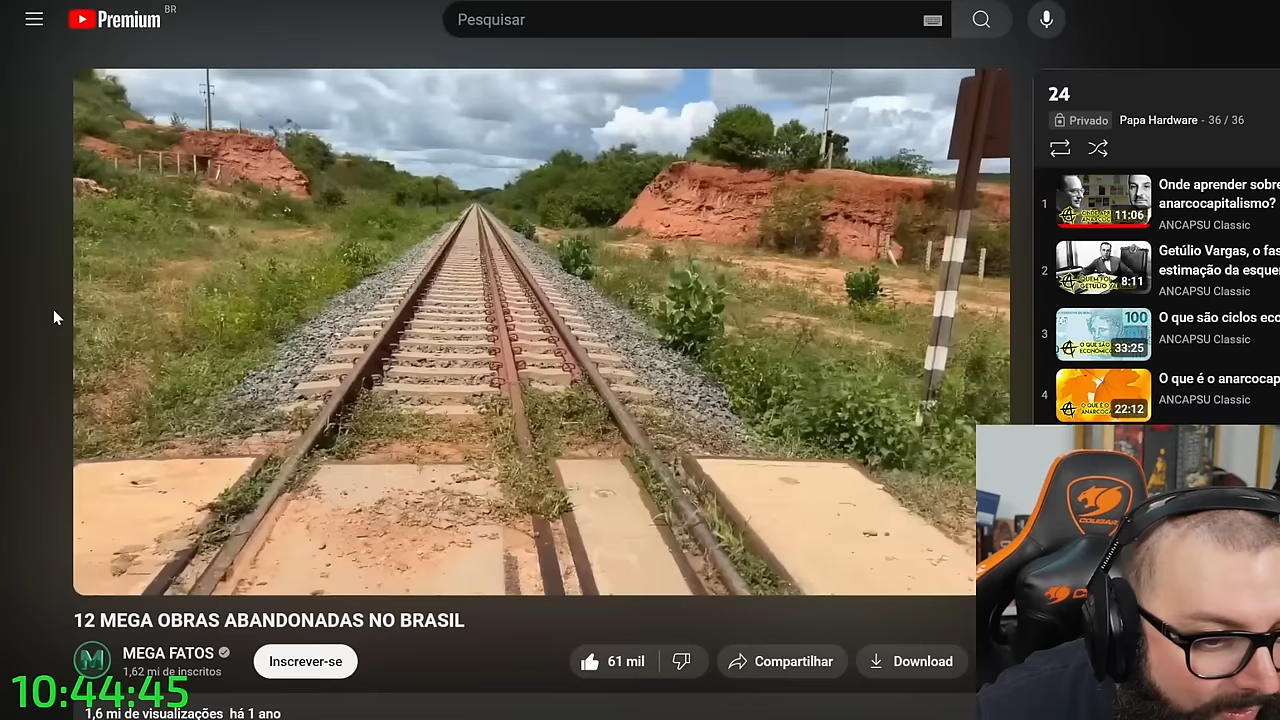 Premium
BR
Pesquisar
24
Privado
Papa Hardware - 36 / 36
1
11:06
Onde aprender sobre
anarcocapitalismo?
ANCAPSU Classic
2
8:11
Getúlio Vargas, o fas
estimação da esque
ANCAPSU Classic
3
100
33:25
O que são ciclos eco
ANCAPSU Classic
4
22:12
O que é o anarcocap
ANCAPSU Classic
COUGAR
12 MEGA OBRAS ABANDONADAS NO BRASIL
M
MEGA FATOS
1,62 mi de inscritos
Inscrever-se
61 mil
Compartilhar
Download
10:44:45
1,6 mi de visualizações há 1 ano